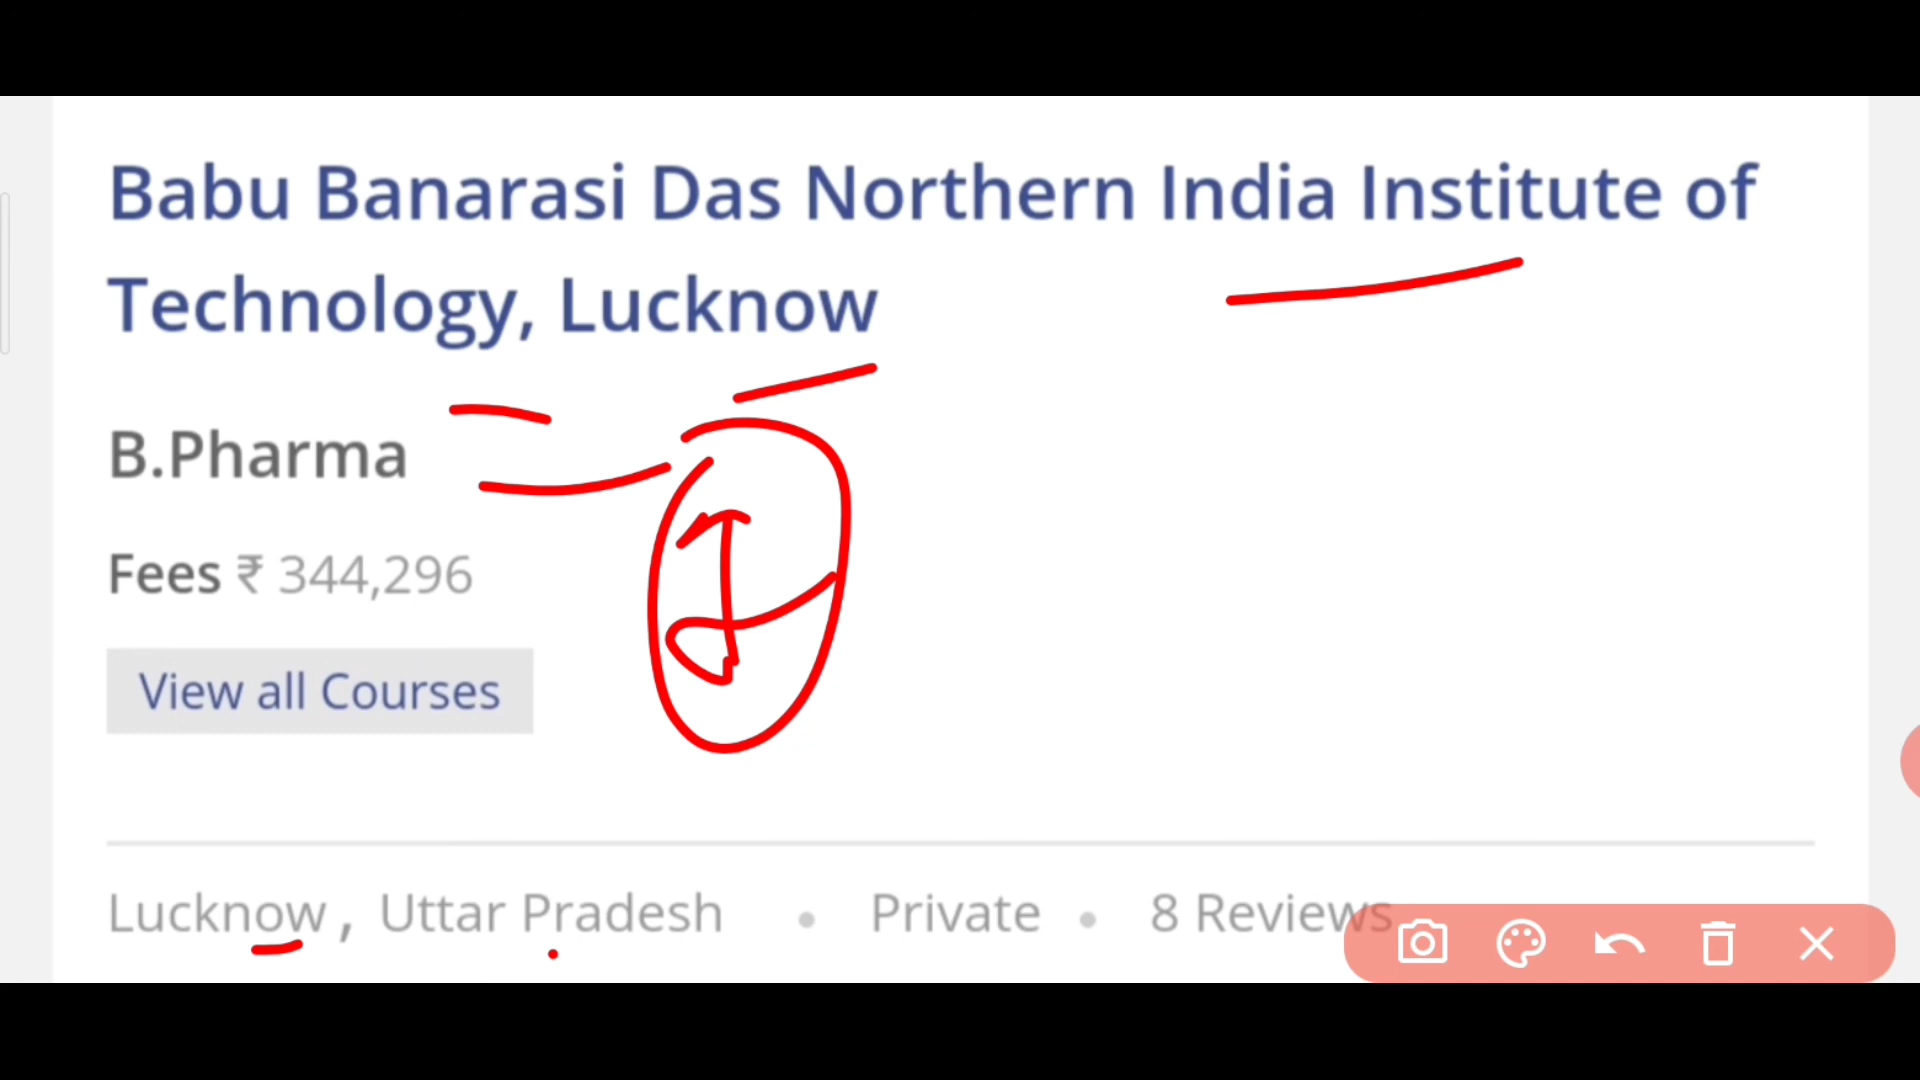 Babu Banarasi Das Northern India Institute of
Technology, Lucknow
B.Pharma
Fees ₹ 344,296
View all Courses
Lucknow , Uttar Pradesh • Private • 8 Reviews